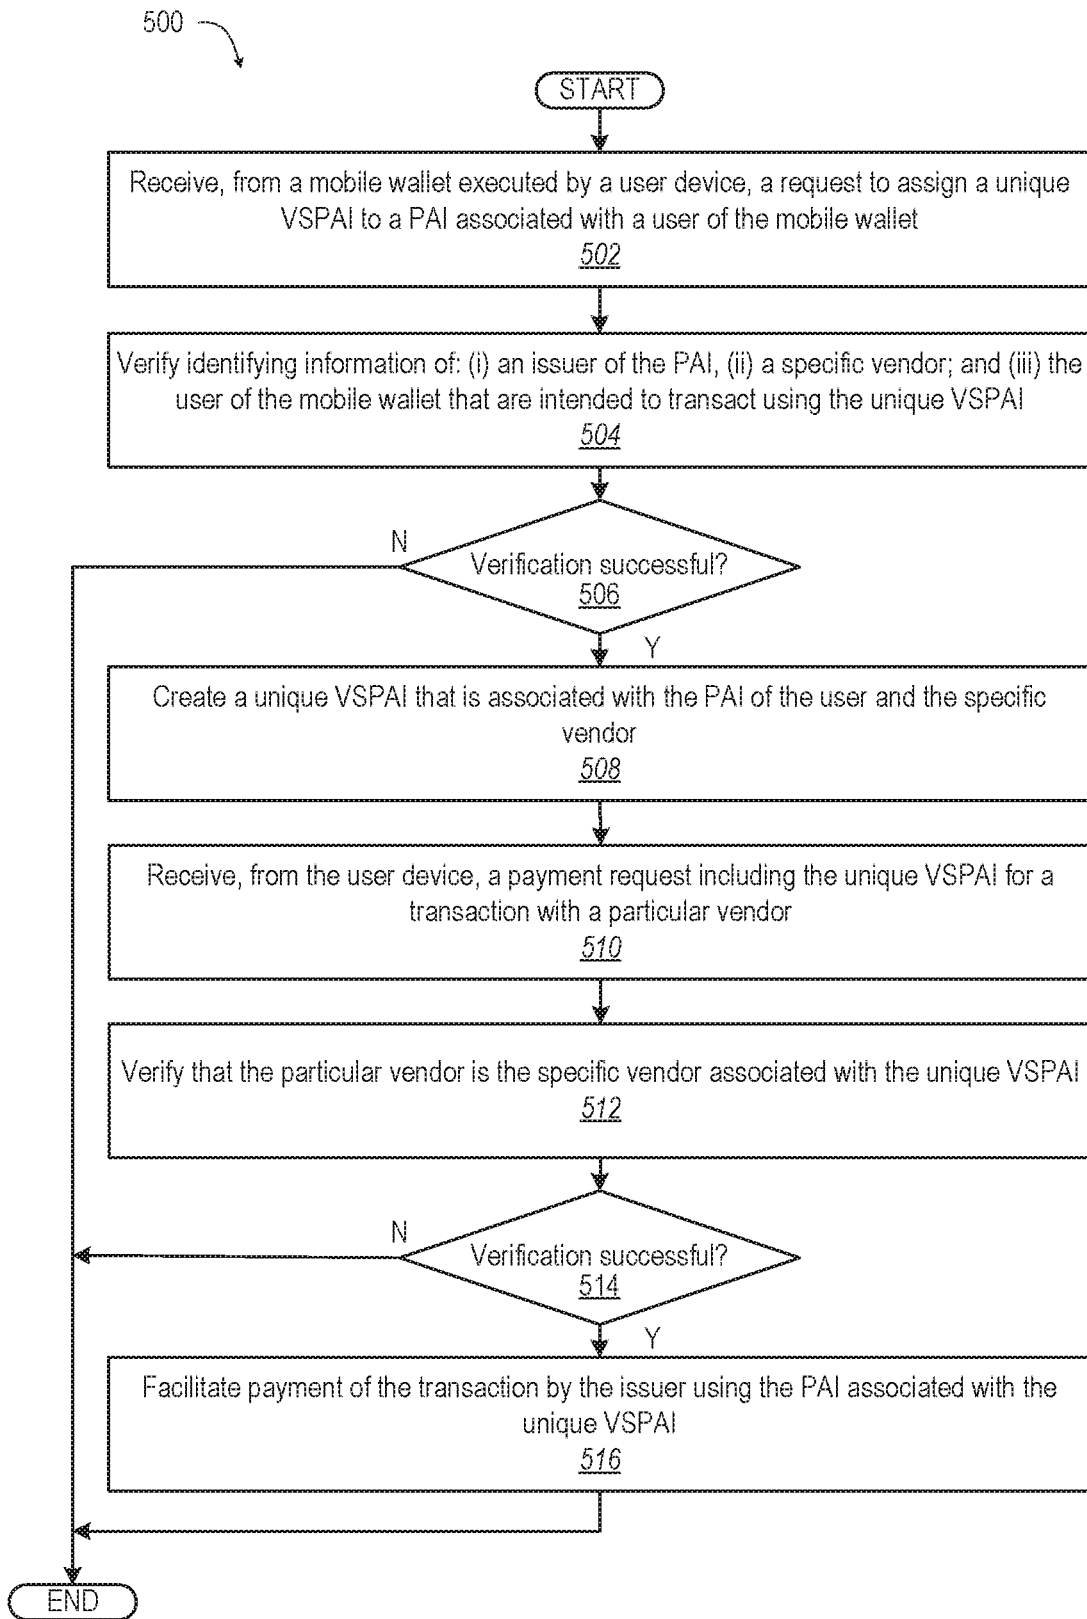 500
START
Receive, from a mobile wallet executed by a user device, a request to assign a unique
VSPAI to a PAI associated with a user of the mobile wallet
502
Verify identifying information of: (i) an issuer of the PAI, (ii) a specific vendor; and (iii) the
user of the mobile wallet that are intended to transact using the unique VSPAI
504
N
Verification successful?
506
Y
Create a unique VSPAI that is associated with the PAI of the user and the specific
vendor
508
Receive, from the user device, a payment request including the unique VSPAI for a
transaction with a particular vendor
510
Verify that the particular vendor is the specific vendor associated with the unique VSPAI
512
N
Verification successful?
514
Y
Facilitate payment of the transaction by the issuer using the PAI associated with the
unique VSPAI
516
END